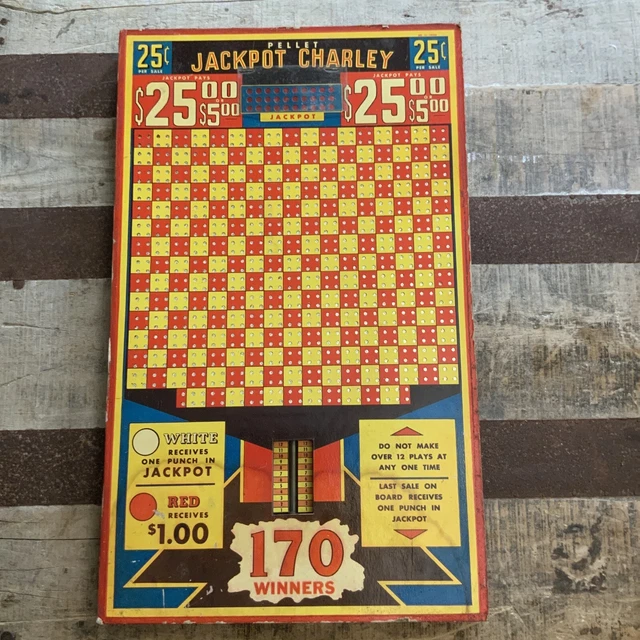 25¢ PER SALE
PELLET
JACKPOT CHARLEY
25¢ PER SALE
JACKPOT PAYS
$25.00 $5.00
JACKPOT
JACKPOT PAYS
$25.00 $5.00
WHITE
RECEIVES
ONE PUNCH IN
JACKPOT
RED
RECEIVES
$1.00
DO NOT MAKE
OVER 12 PLAYS AT
ANY ONE TIME
LAST SALE ON
BOARD RECEIVES
ONE PUNCH IN
JACKPOT
170
WINNERS